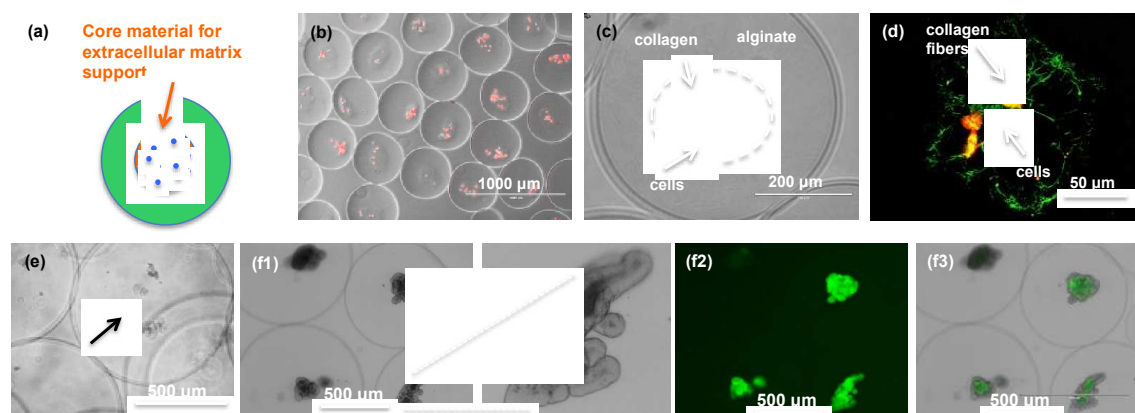 (a)
Core material for
extracellular matrix
support
(b)
1000 µm
(c)
collagen
alginate
cells
200 µm
(d)
collagen
fibers
cells
50 µm
(e)
500 µm
(f1)
500 µm
(f2)
500 µm
(f3)
500 µm